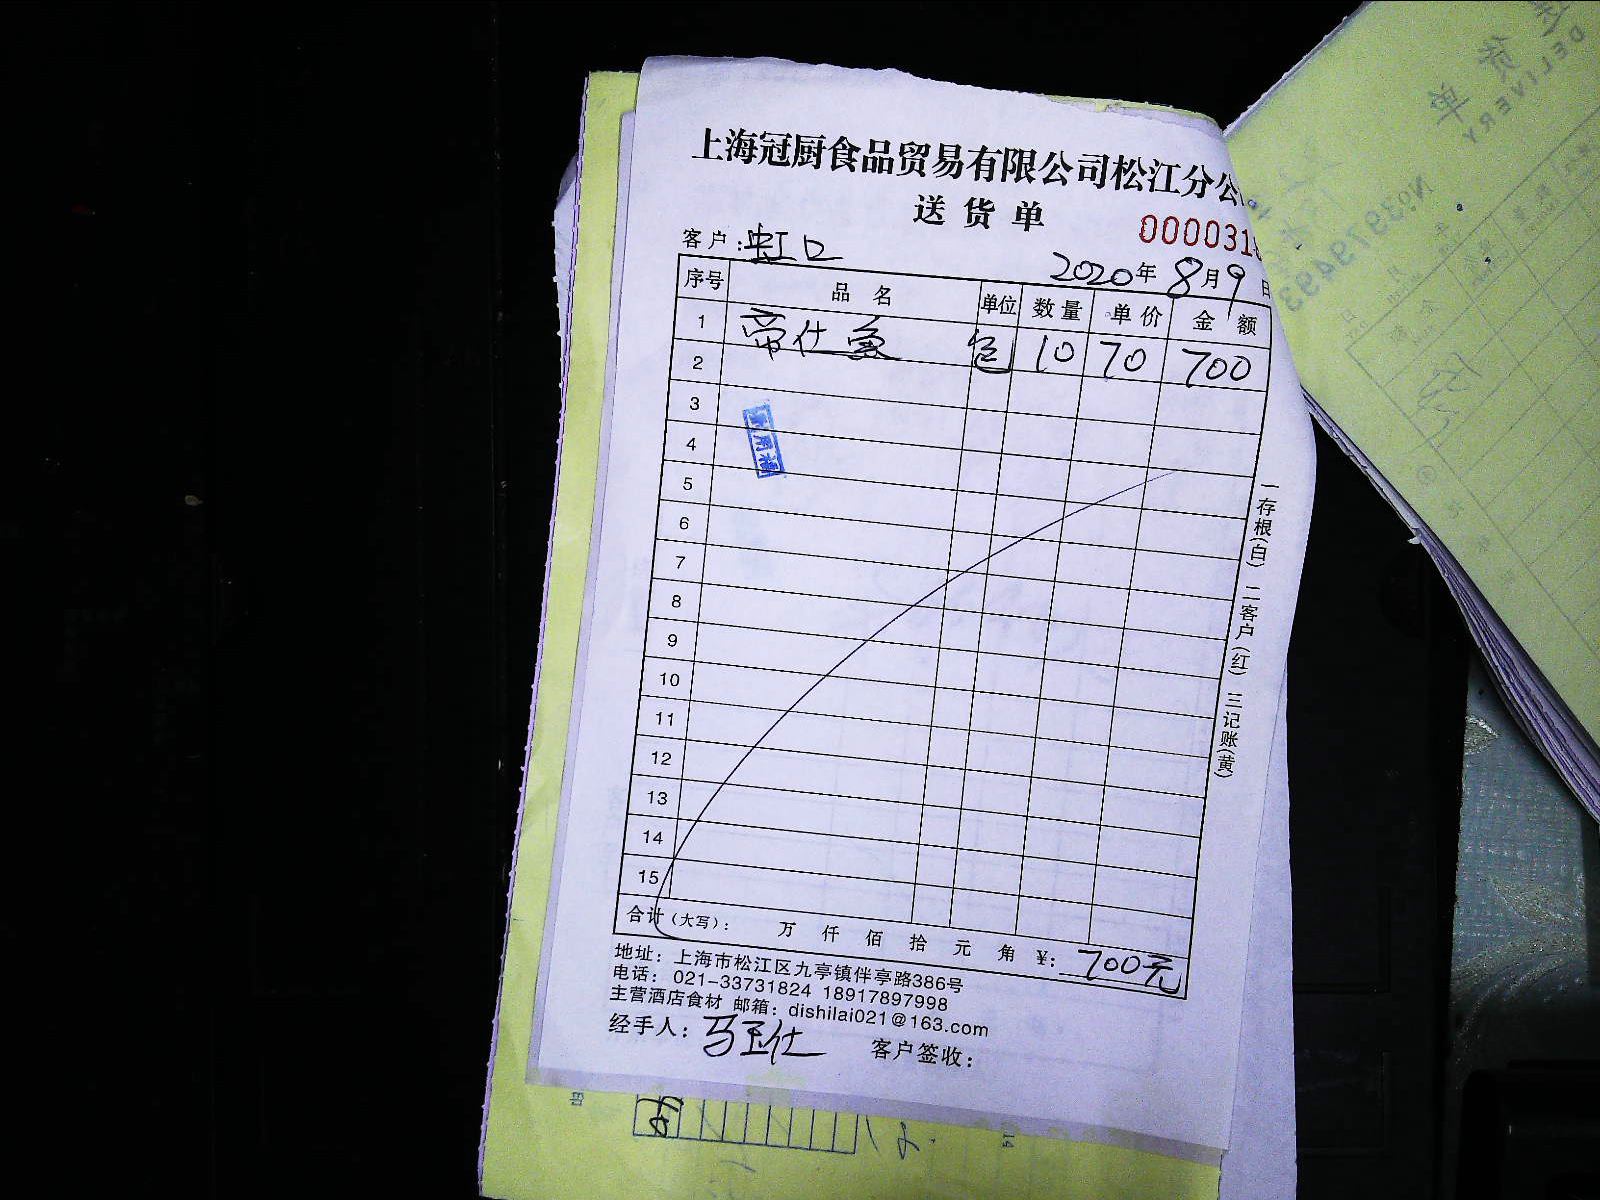 上海冠厨食品贸易有限公司松江分公
送货单
000031
客户:虹口
2020年8月9日
序号 品名 单位 数量 单价 金额
1 帝仕 包 10 70 700
2
3
4
5
6
7
8
9
10
11
12
13
14
15
合计(大写): 万 仟 佰 拾 元 角 ¥: 700元
地址:上海市松江区九亭镇伴亭路386号
电话:021-33731824 18917897998
主营酒店食材 邮箱:dishilai021@163.com
经手人:马玉仕 客户签收:
一存根(白) 二客户(红) 三记账(黄)
货单
DELIVERY
№3979493